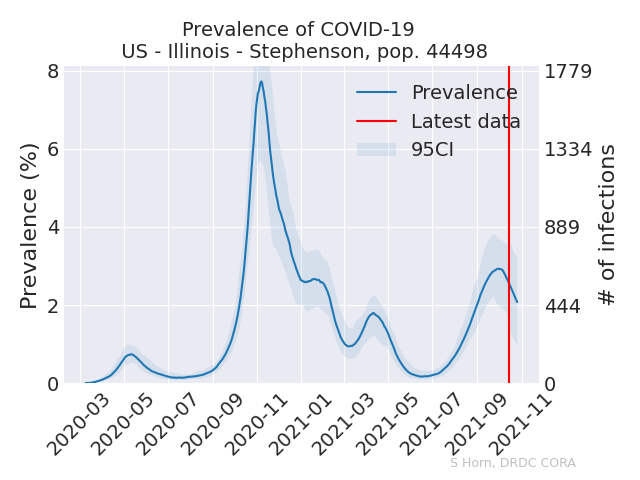 Prevalence of COVID-19
US - Illinois - Stephenson, pop. 44498
Prevalence
Latest data
95CI
Prevalence (%)
8
6
4
2
0
# of infections
1779
1334
889
444
0
2020-03
2020-05
2020-07
2020-09
2020-11
2021-01
2021-03
2021-05
2021-07
2021-09
2021-11
S Horn, DRDC CORA